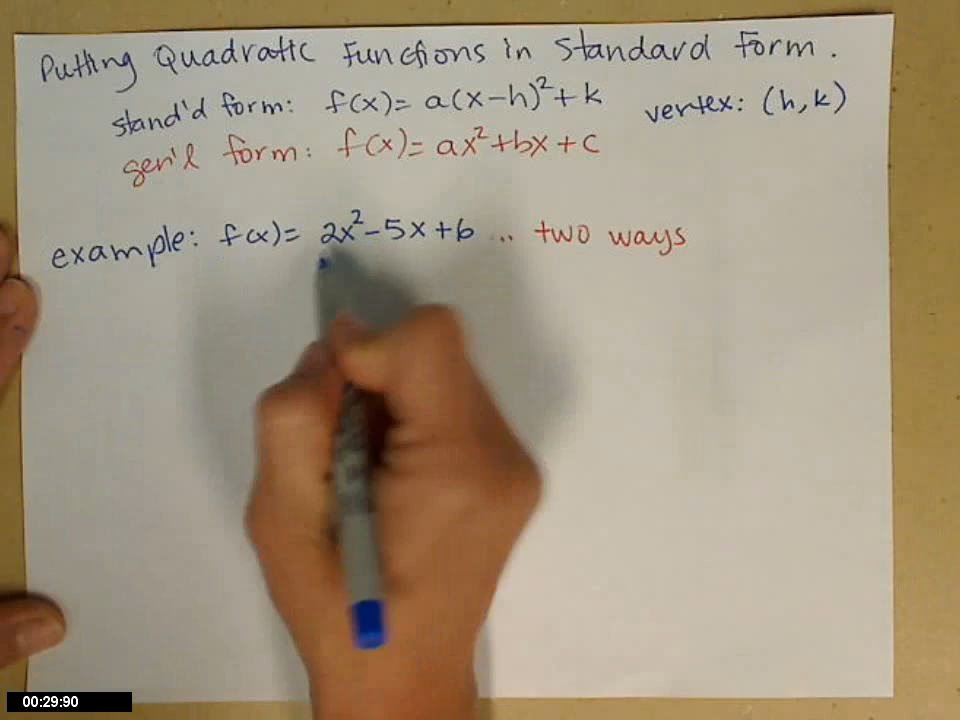 Putting Quadratic Functions in Standard Form.
stand'd form: f(x)= a(x-h)²+k vertex: (h,k)
gen'l form: f(x)= ax²+bx+c
example: f(x)= 2x²-5x+6 ... two ways
00:29:90